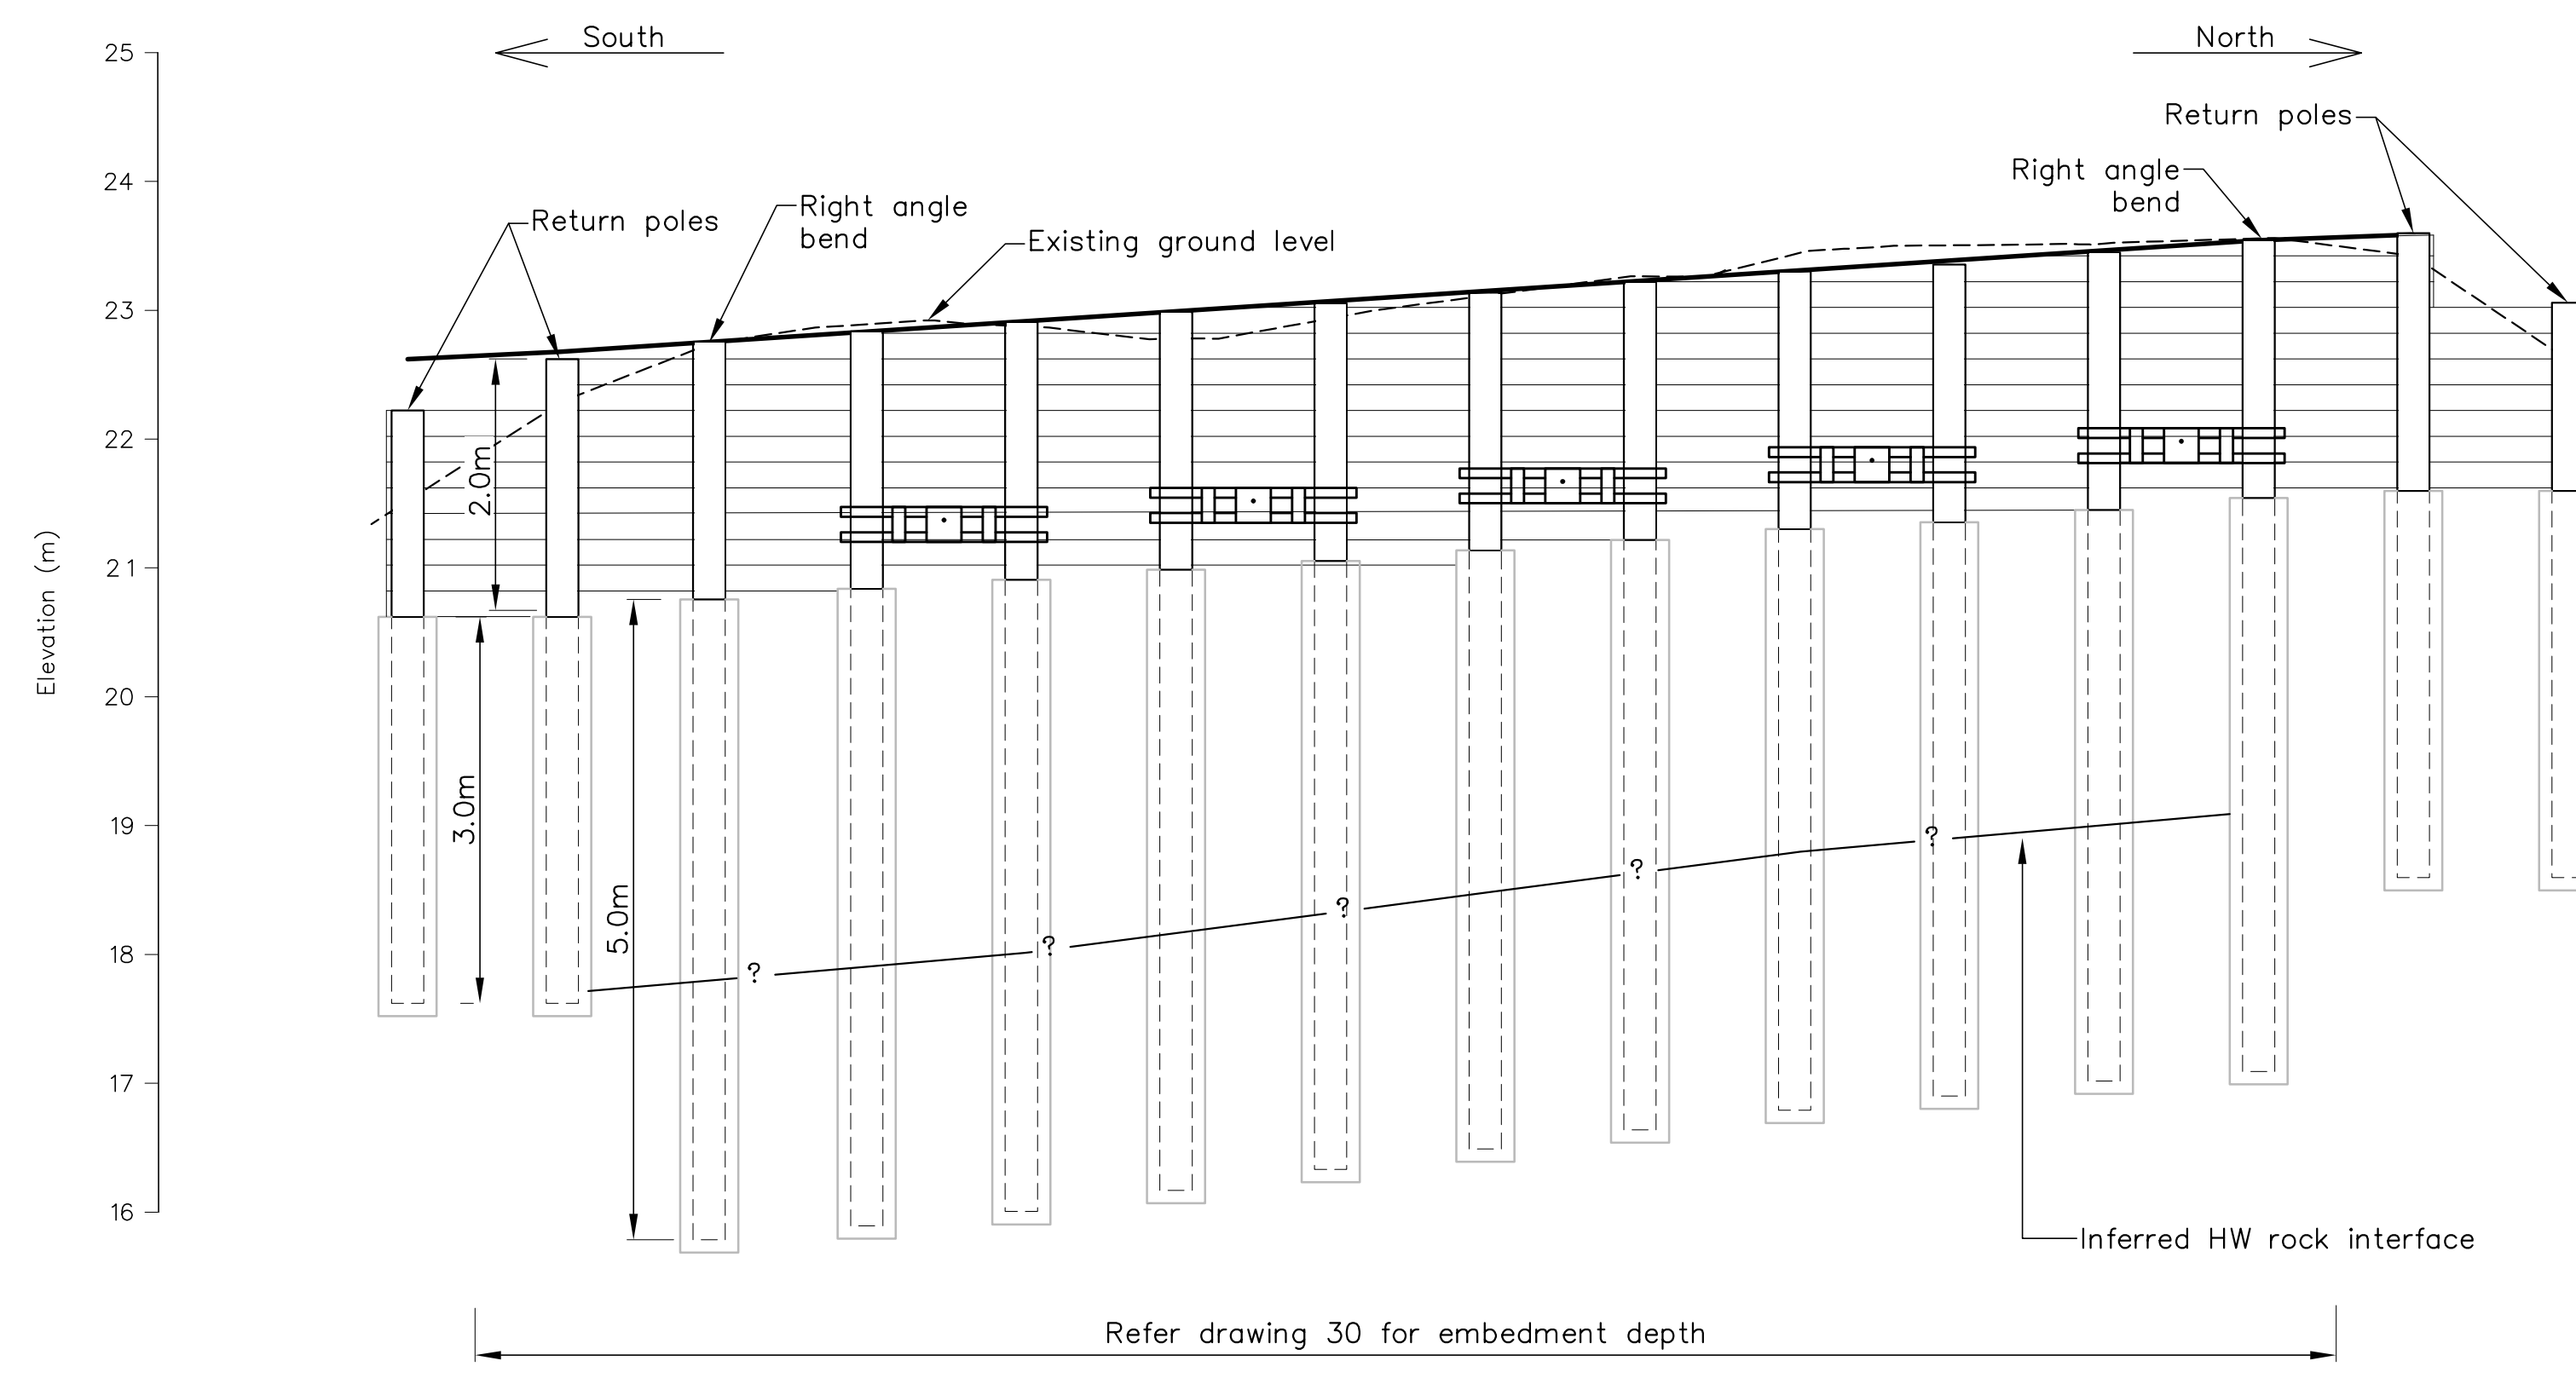 South
North
25
24
23
22
21
20
19
18
17
16
Elevation (m)
Return poles
Right angle
bend
Existing ground level
Right angle
bend
Return poles
2.0m
3.0m
5.0m
?
?
?
?
?
Inferred HW rock interface
Refer drawing 30 for embedment depth